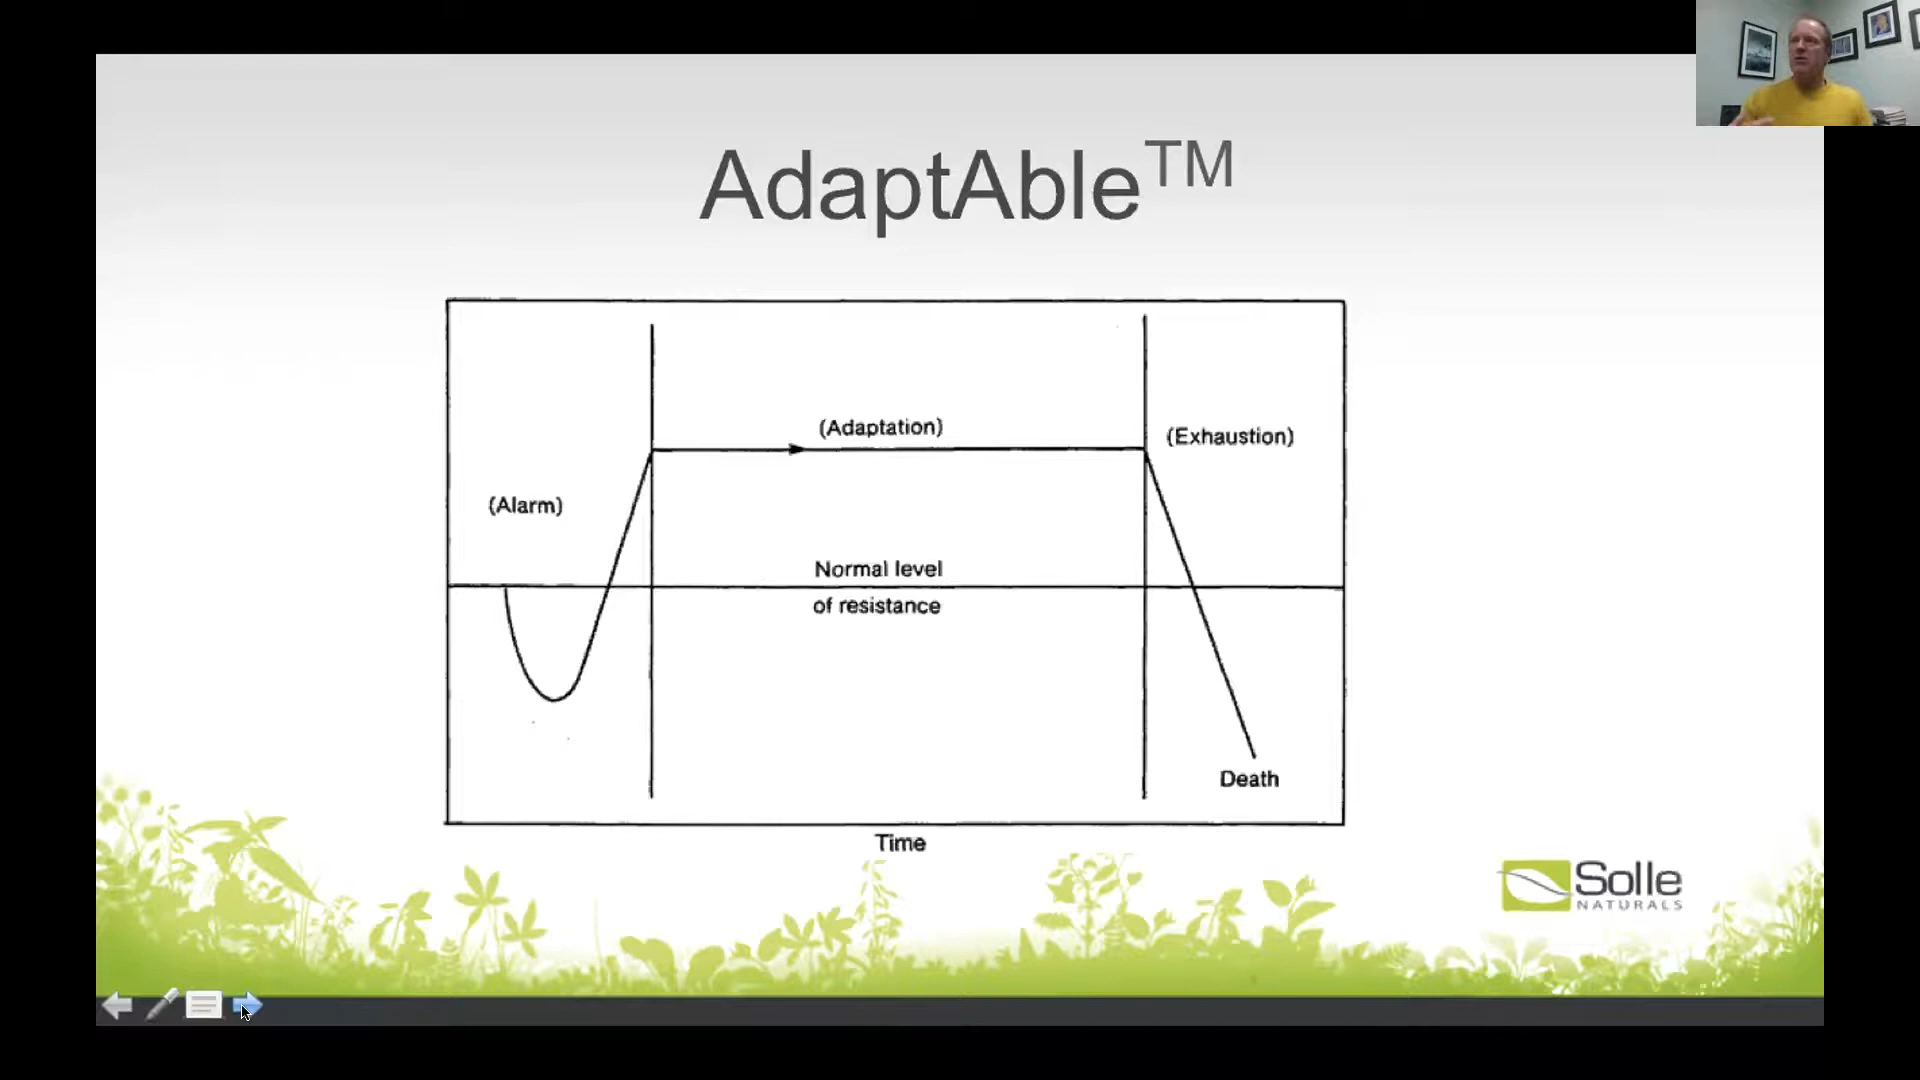 AdaptAble™
(Adaptation)
(Exhaustion)
(Alarm)
Normal level
of resistance
Death
Time
Solle
NATURALS